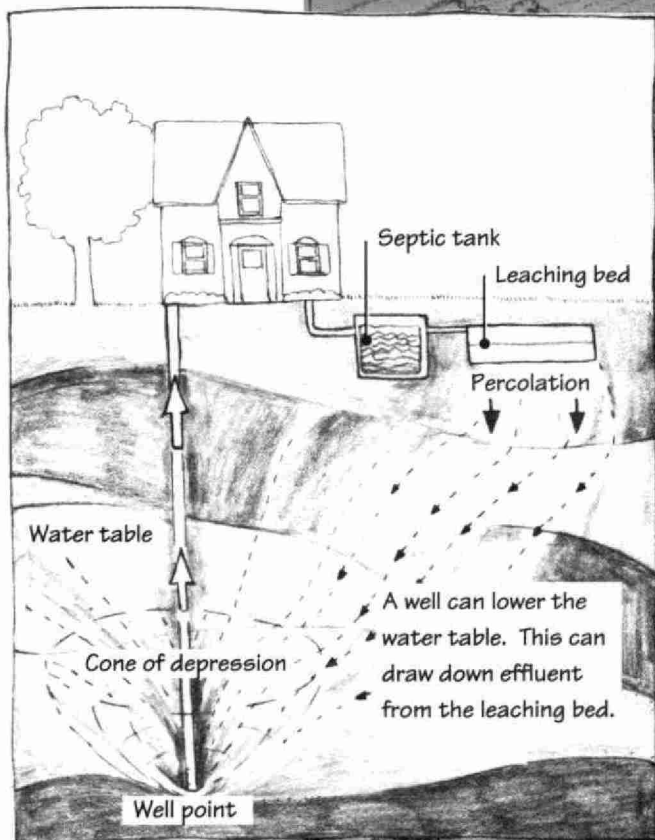 Septic tank
Leaching bed
Percolation
Water table
A well can lower the
water table. This can
draw down effluent
from the leaching bed.
Cone of depression
Well point